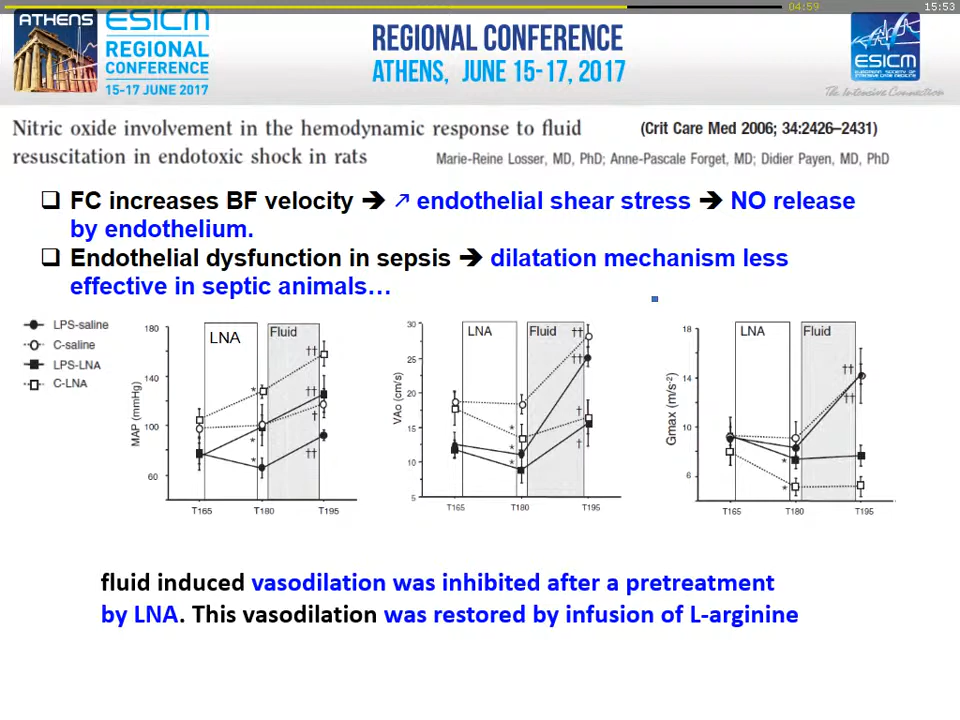 04:59
15:53
ATHENS
ESICM
REGIONAL
CONFERENCE
15-17 JUNE 2017
REGIONAL CONFERENCE
ATHENS, JUNE 15-17, 2017
ESICM
EUROPEAN SOCIETY OF
INTENSIVE CARE MEDICINE
The Intensive Connection
Nitric oxide involvement in the hemodynamic response to fluid
resuscitation in endotoxic shock in rats
(Crit Care Med 2006; 34:2426–2431)
Marie-Reine Losser, MD, PhD; Anne-Pascale Forget, MD; Didier Payen, MD, PhD
❑ FC increases BF velocity ➔ ↗ endothelial shear stress ➔ NO release
by endothelium.
❑ Endothelial dysfunction in sepsis ➔ dilatation mechanism less
effective in septic animals…
LPS-saline
C-saline
LPS-LNA
C-LNA
MAP (mmHg)
180
140
100
60
LNA
Fluid
††
††
†
††
*
*
*
T165
T180
T195
VAo (cm/s)
30
25
20
15
10
5
LNA
Fluid
††
††
†
†
*
*
*
T165
T180
T195
Gmax (m/s-²)
18
14
10
6
LNA
Fluid
††
††
*
*
T165
T180
T195
fluid induced vasodilation was inhibited after a pretreatment
by LNA. This vasodilation was restored by infusion of L-arginine